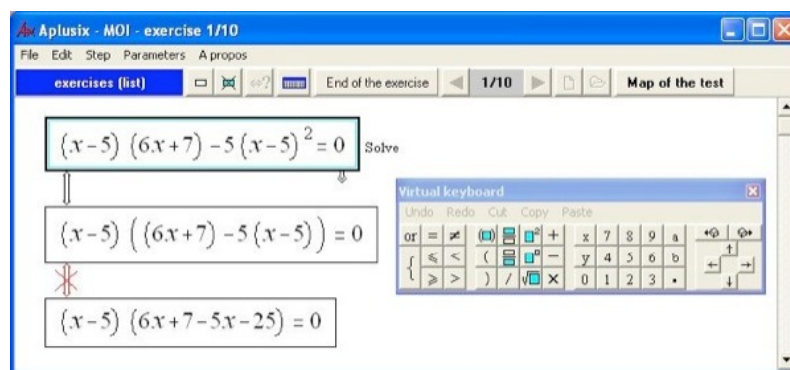 Aplusix - MOI - exercise 1/10
File Edit Step Parameters A propos
exercises (list) ⇔? End of the exercise 1/10 Map of the test
(x−5) (6x+7) −5(x−5)² = 0 Solve
Virtual keyboard
Undo Redo Cut Copy Paste
(x−5) ((6x+7) −5(x−5)) = 0
or = ≠ (□) □² + x 7 8 9 a
{ ⩽ < ( □ⁿ − y 4 5 6 b
⩾ > ) / √□ × 0 1 2 3 •
(x−5) (6x+7−5x−25) = 0